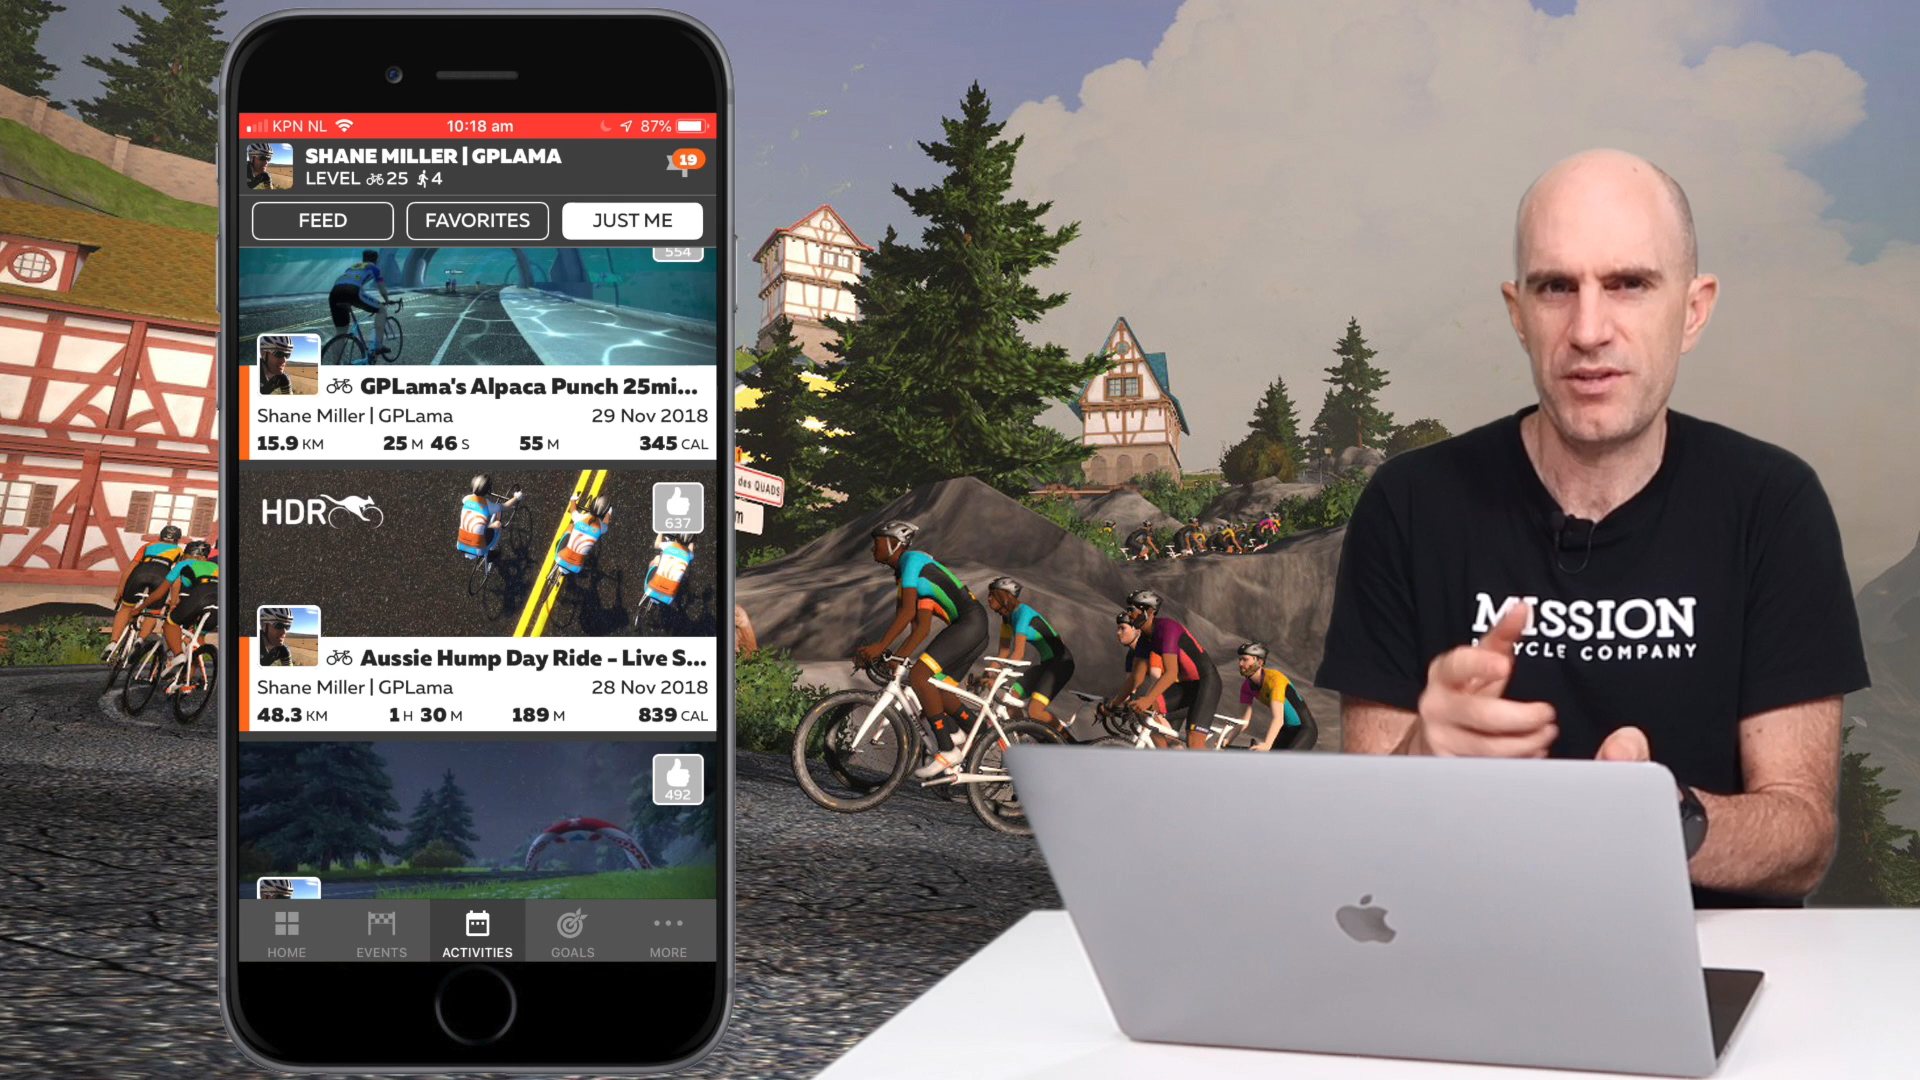 KPN NL 10:18 am 87%
SHANE MILLER | GPLAMA
19
LEVEL 25 4
FEED FAVORITES JUST ME
554
GPLama's Alpaca Punch 25mi...
Shane Miller | GPLama 29 Nov 2018
15.9 KM 25 M 46 S 55 M 345 CAL
HDR
637
Aussie Hump Day Ride – Live S...
Shane Miller | GPLama 28 Nov 2018
48.3 KM 1 H 30 M 189 M 839 CAL
492
HOME EVENTS ACTIVITIES GOALS MORE
des QUADS
MISSION
CYCLE COMPANY